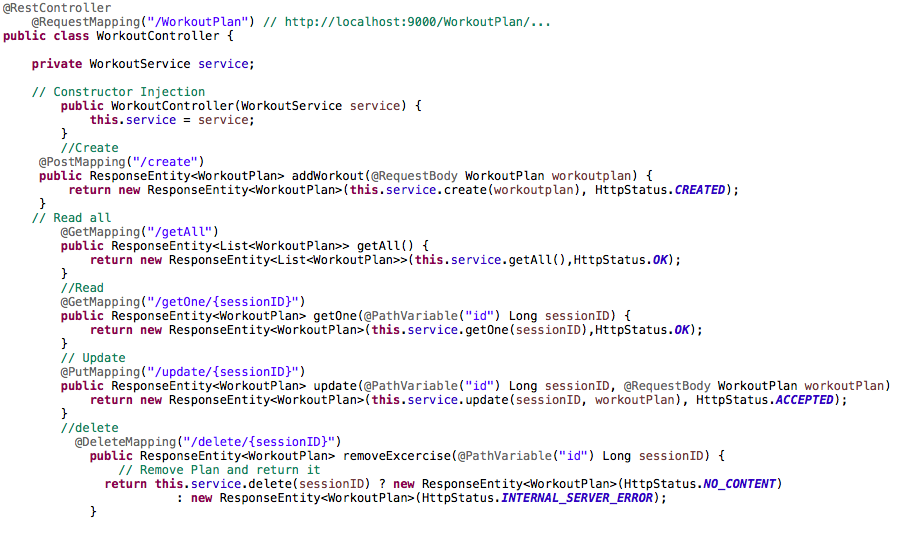 @RestController
@RequestMapping("/WorkoutPlan") // http://localhost:9000/WorkoutPlan/...
public class WorkoutController {
private WorkoutService service;
// Constructor Injection
public WorkoutController(WorkoutService service) {
this.service = service;
}
//Create
@PostMapping("/create")
public ResponseEntity<WorkoutPlan> addWorkout(@RequestBody WorkoutPlan workoutplan) {
return new ResponseEntity<WorkoutPlan>(this.service.create(workoutplan), HttpStatus.CREATED);
}
// Read all
@GetMapping("/getAll")
public ResponseEntity<List<WorkoutPlan>> getAll() {
return new ResponseEntity<List<WorkoutPlan>>(this.service.getAll(),HttpStatus.OK);
}
//Read
@GetMapping("/getOne/{sessionID}")
public ResponseEntity<WorkoutPlan> getOne(@PathVariable("id") Long sessionID) {
return new ResponseEntity<WorkoutPlan>(this.service.getOne(sessionID),HttpStatus.OK);
}
// Update
@PutMapping("/update/{sessionID}")
public ResponseEntity<WorkoutPlan> update(@PathVariable("id") Long sessionID, @RequestBody WorkoutPlan workoutPlan)
return new ResponseEntity<WorkoutPlan>(this.service.update(sessionID, workoutPlan), HttpStatus.ACCEPTED);
}
//delete
@DeleteMapping("/delete/{sessionID}")
public ResponseEntity<WorkoutPlan> removeExcercise(@PathVariable("id") Long sessionID) {
// Remove Plan and return it
return this.service.delete(sessionID) ? new ResponseEntity<WorkoutPlan>(HttpStatus.NO_CONTENT)
: new ResponseEntity<WorkoutPlan>(HttpStatus.INTERNAL_SERVER_ERROR);
}